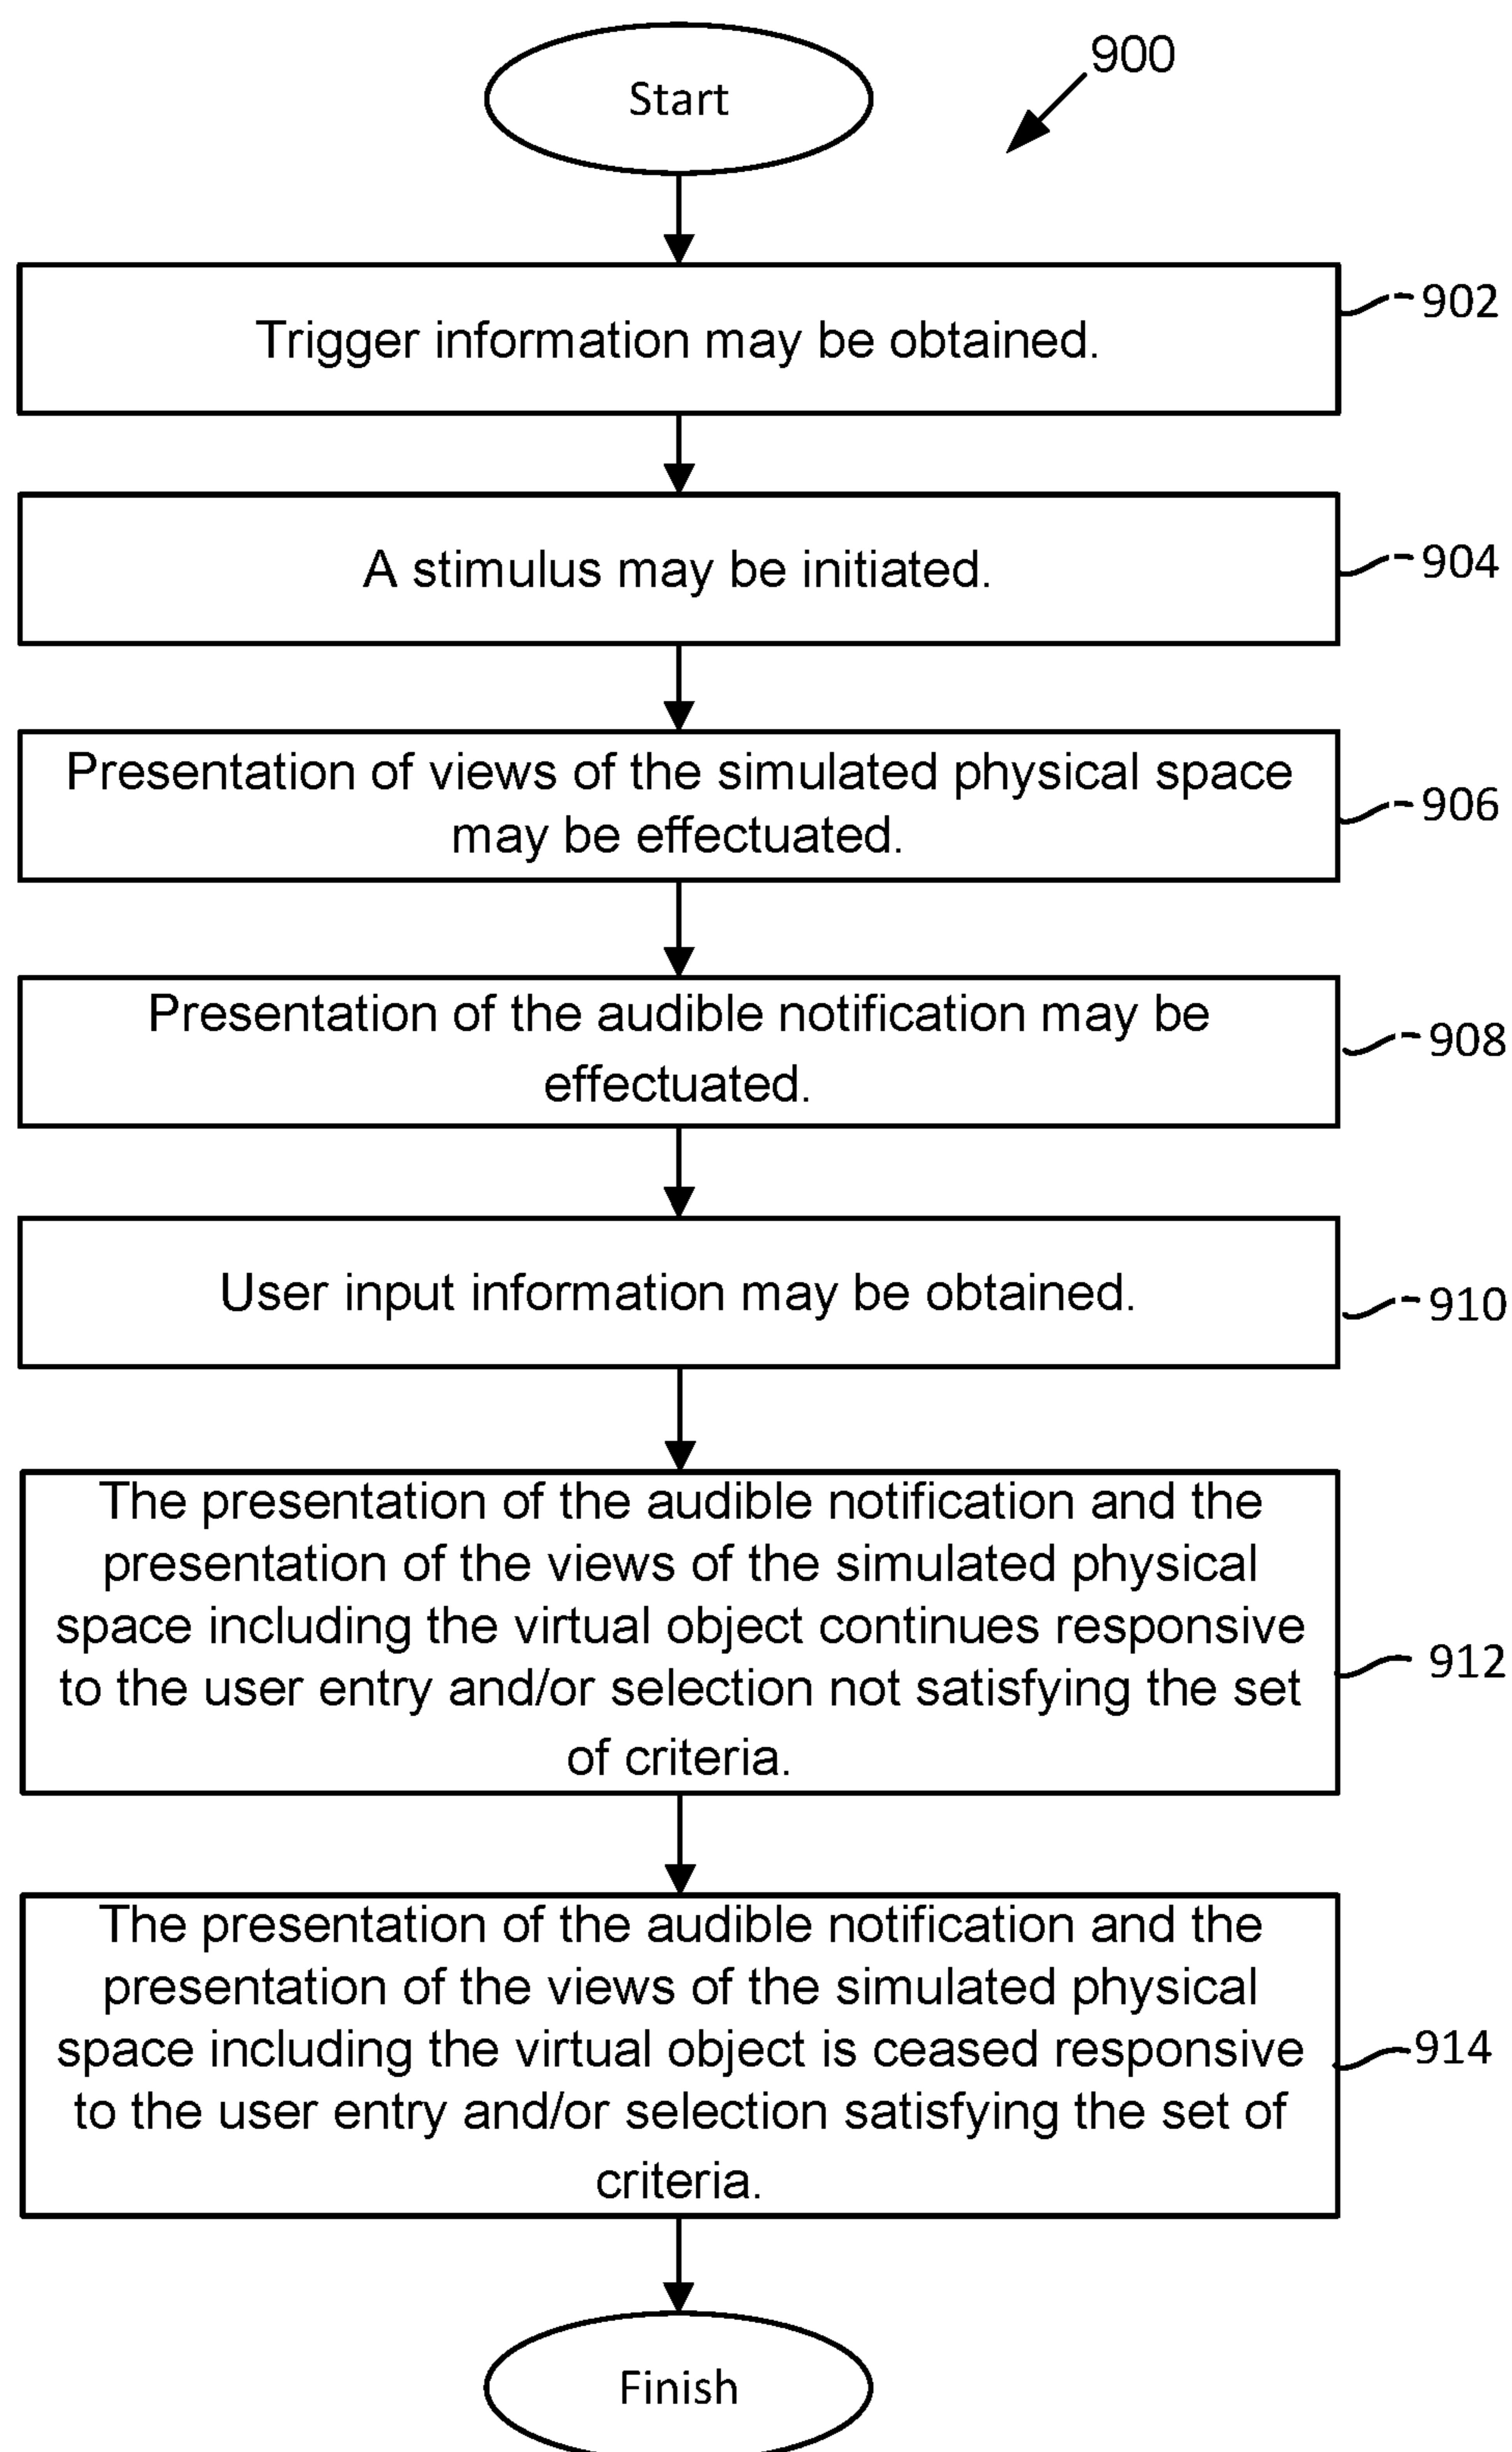 Start
900
Trigger information may be obtained.
902
A stimulus may be initiated.
904
Presentation of views of the simulated physical space
may be effectuated.
906
Presentation of the audible notification may be
effectuated.
908
User input information may be obtained.
910
The presentation of the audible notification and the
presentation of the views of the simulated physical
space including the virtual object continues responsive
to the user entry and/or selection not satisfying the set
of criteria.
912
The presentation of the audible notification and the
presentation of the views of the simulated physical
space including the virtual object is ceased responsive
to the user entry and/or selection satisfying the set of
criteria.
914
Finish